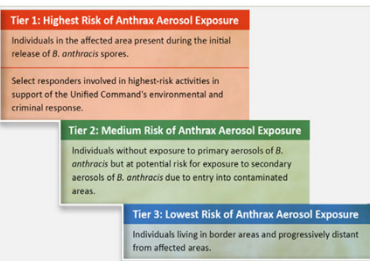 Tier 1: Highest Risk of Anthrax Aerosol Exposure
Individuals in the affected area present during the initial
release of B. anthracis spores.
Select responders involved in highest-risk activities in
support of the Unified Command's environmental and
criminal response.
Tier 2: Medium Risk of Anthrax Aerosol Exposure
Individuals without exposure to primary aerosols of B.
anthracis but at potential risk for exposure to secondary
aerosols of B. anthracis due to entry into contaminated
areas.
Tier 3: Lowest Risk of Anthrax Aerosol Exposure
Individuals living in border areas and progressively distant
from affected areas.